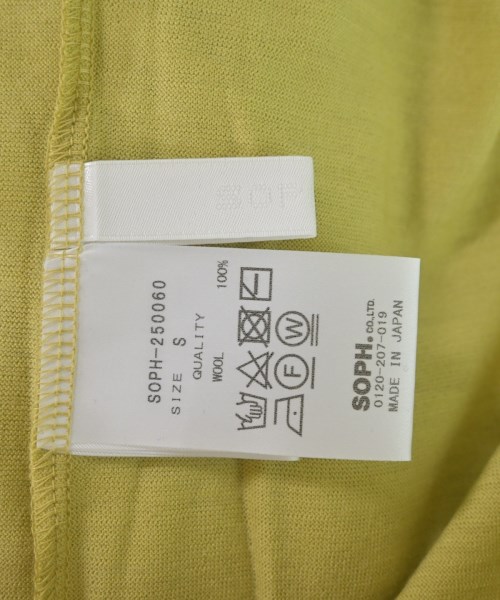 SOPH-250060
SIZE S
QUALITY
WOOL 100%
F W
SOPH. CO.,LTD.
0120-207-019
MADE IN JAPAN